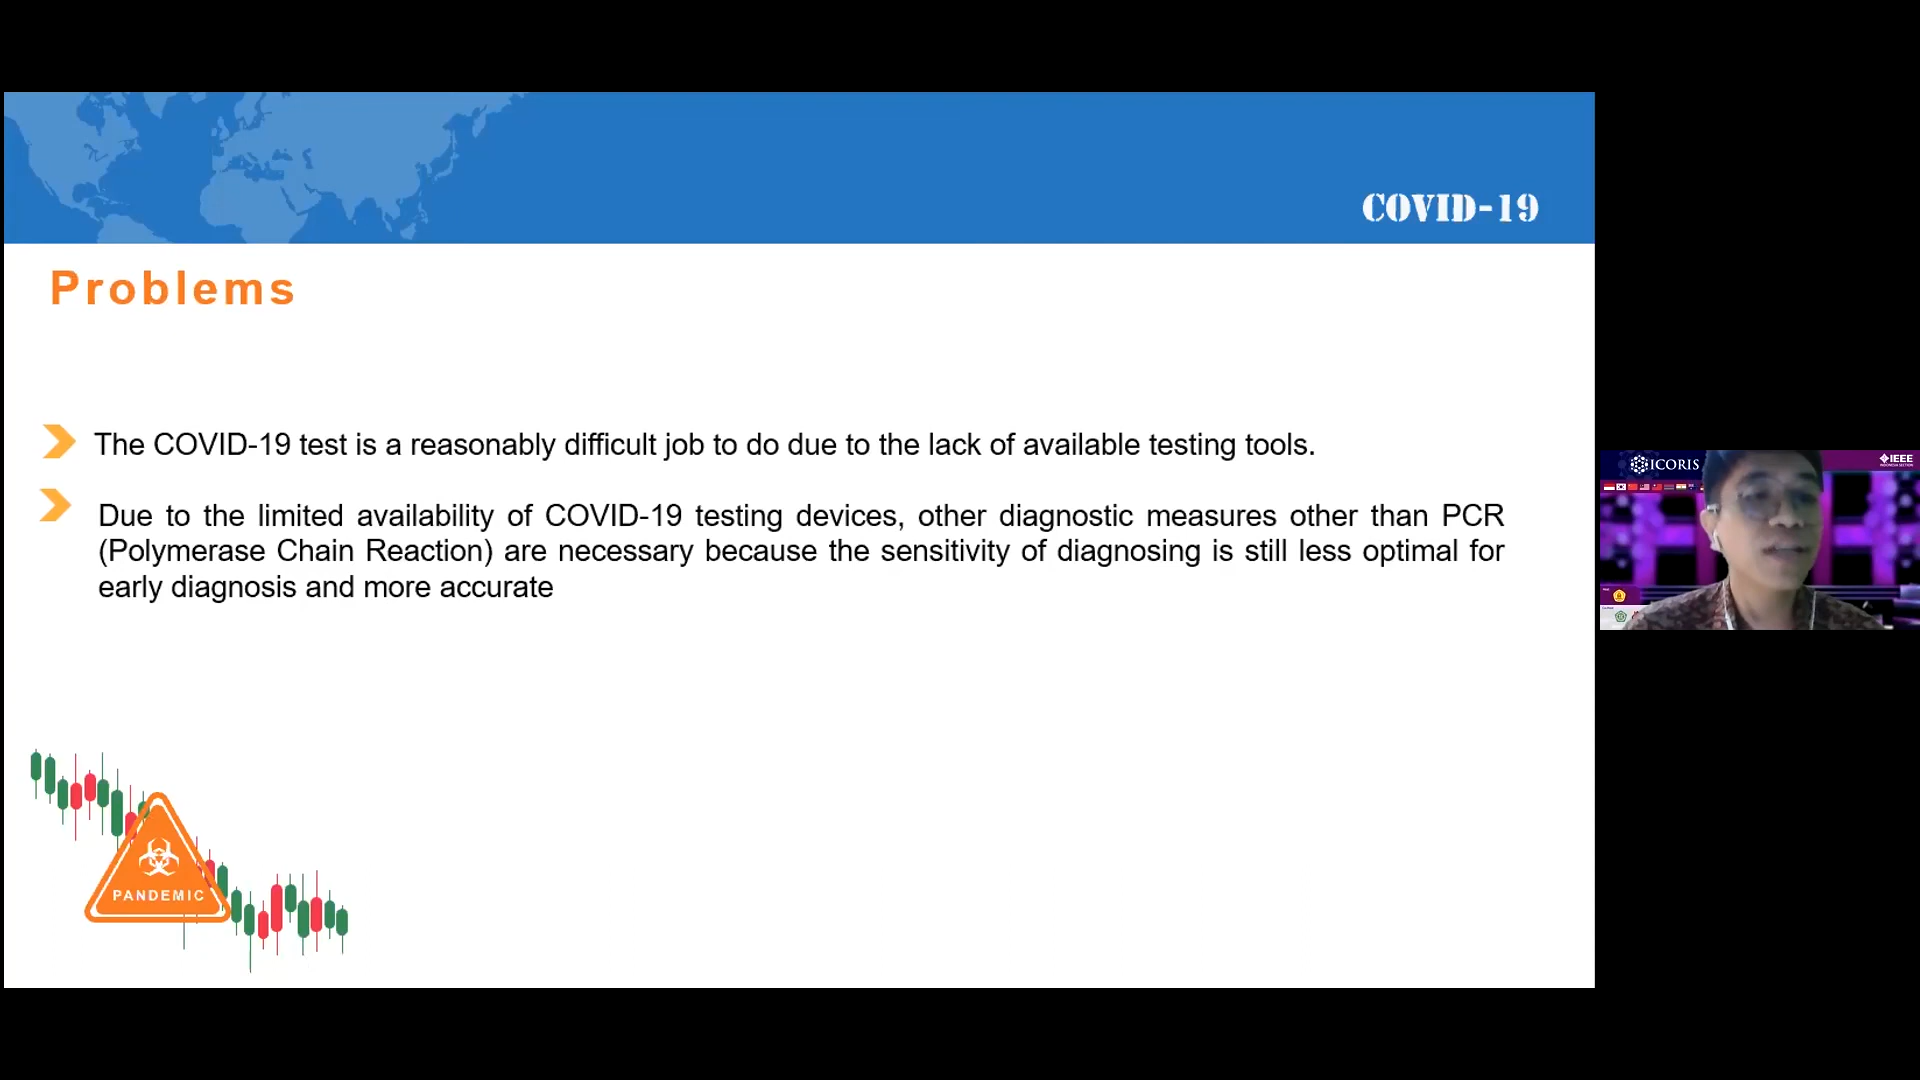 COVID-19
Problems
The COVID-19 test is a reasonably difficult job to do due to the lack of available testing tools.
Due to the limited availability of COVID-19 testing devices, other diagnostic measures other than PCR
(Polymerase Chain Reaction) are necessary because the sensitivity of diagnosing is still less optimal for
early diagnosis and more accurate
PANDEMIC
ICORIS
IEEE
INDONESIA SECTION